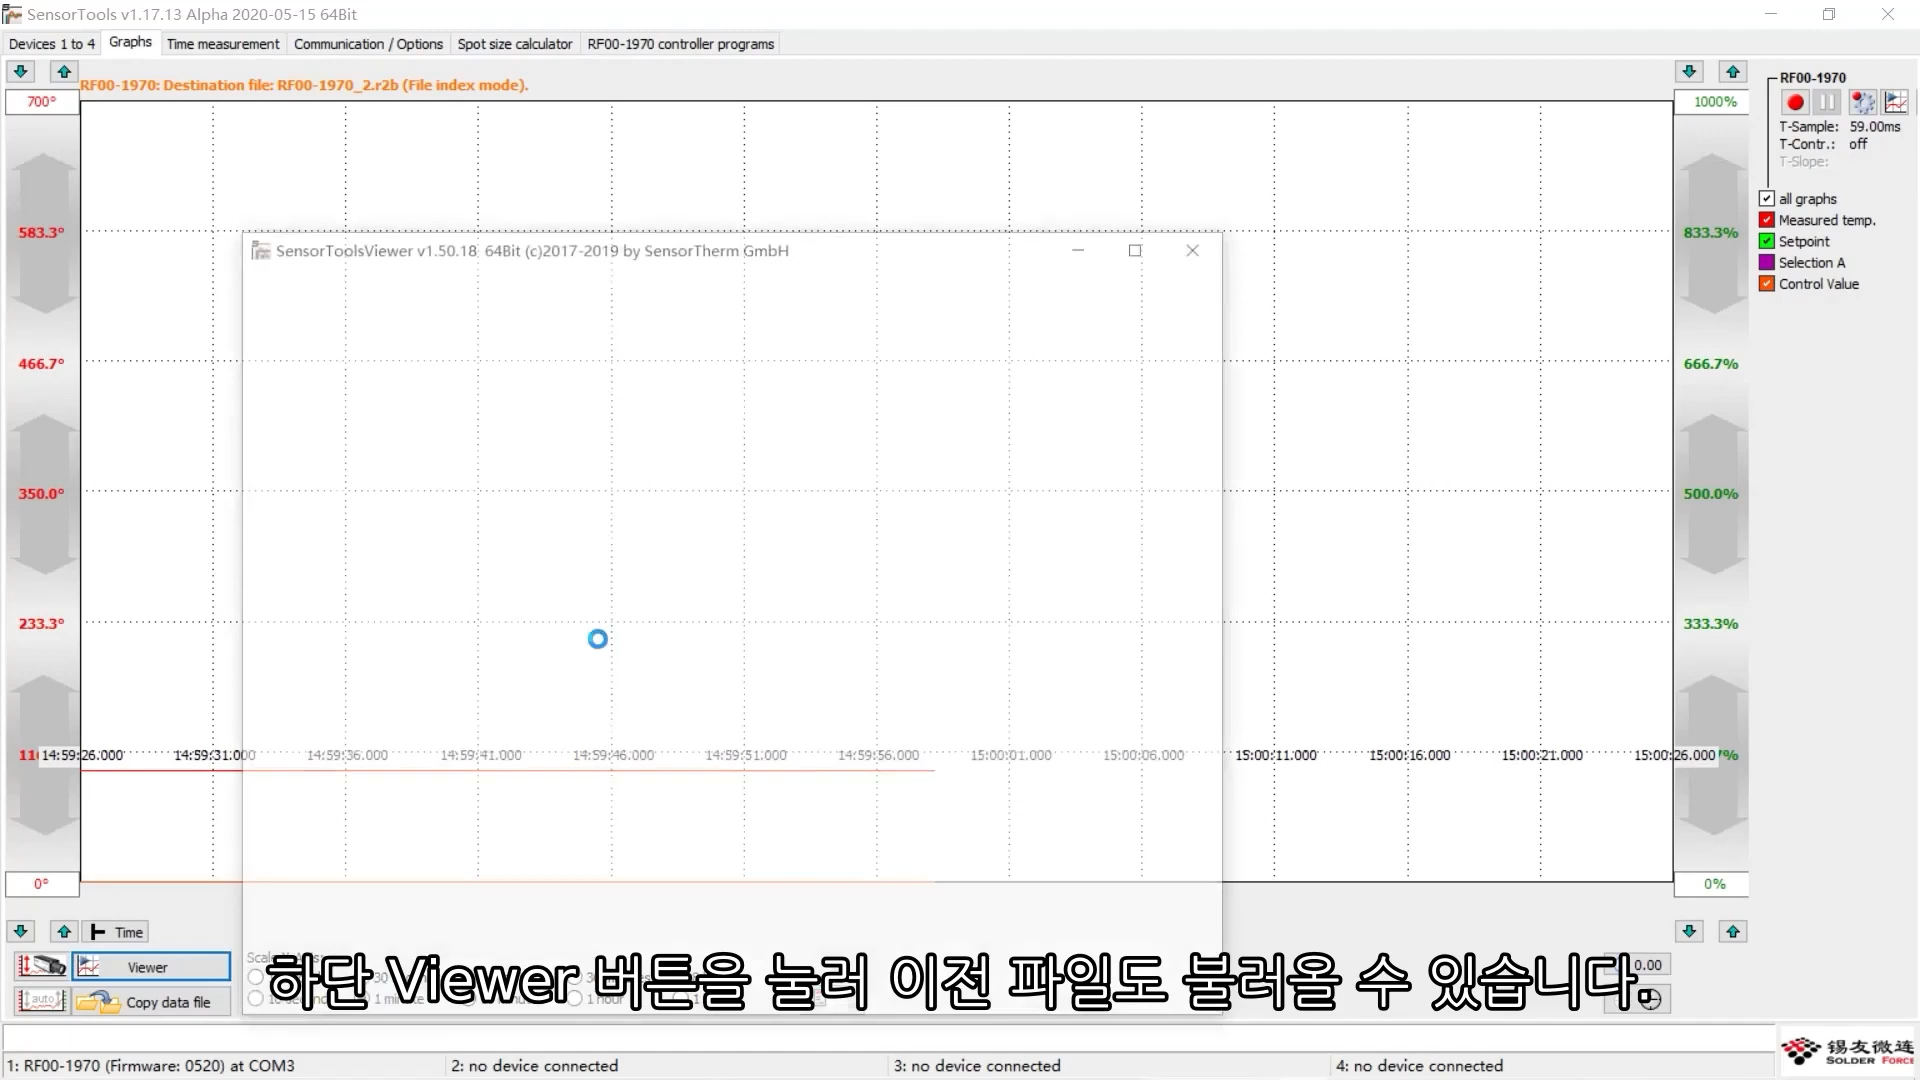 SensorTools v1.17.13 Alpha 2020-05-15 64Bit
Devices 1 to 4
Graphs
Time measurement
Communication / Options
Spot size calculator
RF00-1970 controller programs
RF00-1970: Destination file: RF00-1970_2.r2b (File index mode).
RF00-1970
700°
1000%
T-Sample: 59.00ms
T-Contr.: off
T-Slope:
all graphs
Measured temp.
Setpoint
Selection A
Control Value
583.3°
833.3%
SensorToolsViewer v1.50.18 64Bit (c)2017-2019 by SensorTherm GmbH
466.7°
666.7%
350.0°
500.0%
233.3°
333.3%
14:59:26.000 14:59:31.000 14:59:36.000 14:59:41.000 14:59:46.000 14:59:51.000 14:59:56.000 15:00:01.000 15:00:06.000 15:00:11.000 15:00:16.000 15:00:21.000 15:00:26.000
0°
0%
Time
Viewer
하단 Viewer 버튼을 눌러 이전 파일도 불러올 수 있습니다.
auto
Copy data file
1 minute
1 hour
1: RF00-1970 (Firmware: 0520) at COM3
2: no device connected
3: no device connected
4: no device connected
锡友微连
SOLDER FORCE